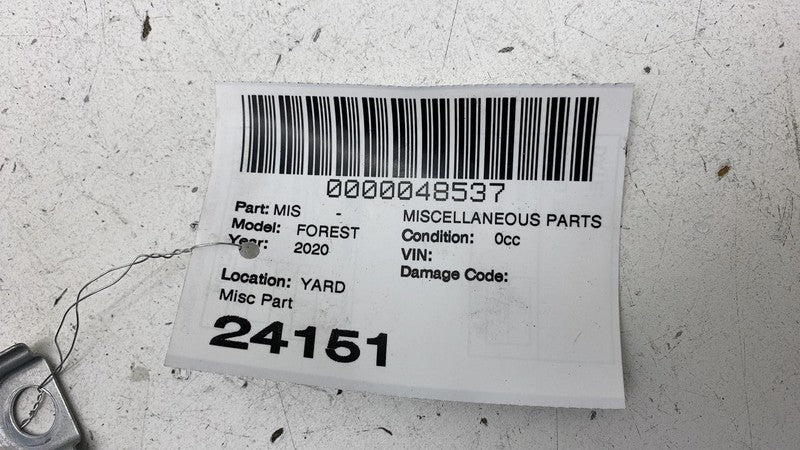 0000048537
Part: MIS - MISCELLANEOUS PARTS
Model: FOREST Condition: 0cc
Year: 2020 VIN:
Damage Code:
Location: YARD
Misc Part
24151